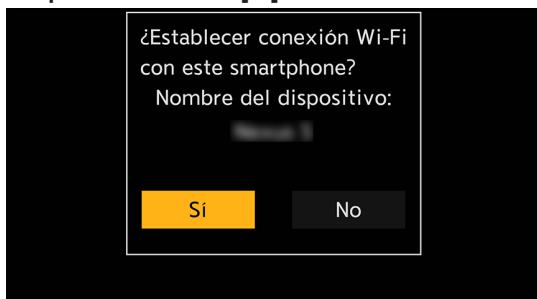 ¿Establecer conexión Wi-Fi
con este smartphone?
Nombre del dispositivo:
Sí
No